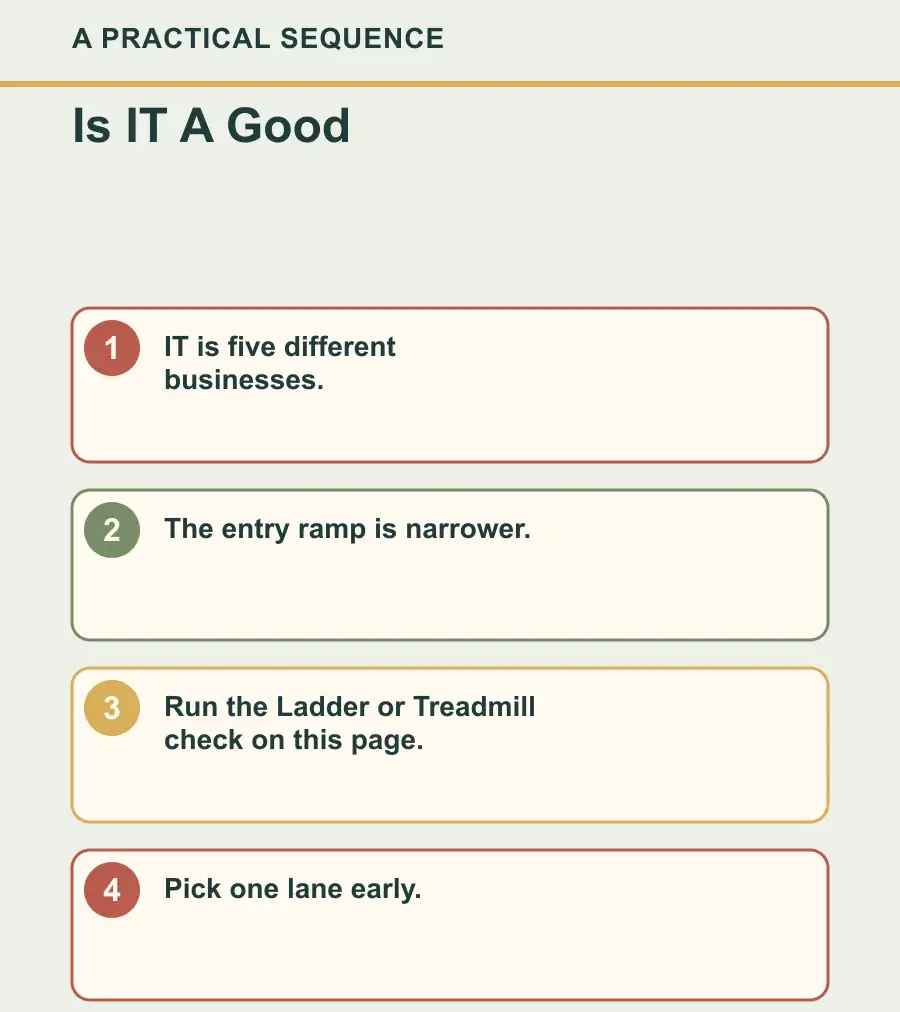 A PRACTICAL SEQUENCE
Is IT A Good
1
IT is five different
businesses.
2
The entry ramp is narrower.
3
Run the Ladder or Treadmill
check on this page.
4
Pick one lane early.